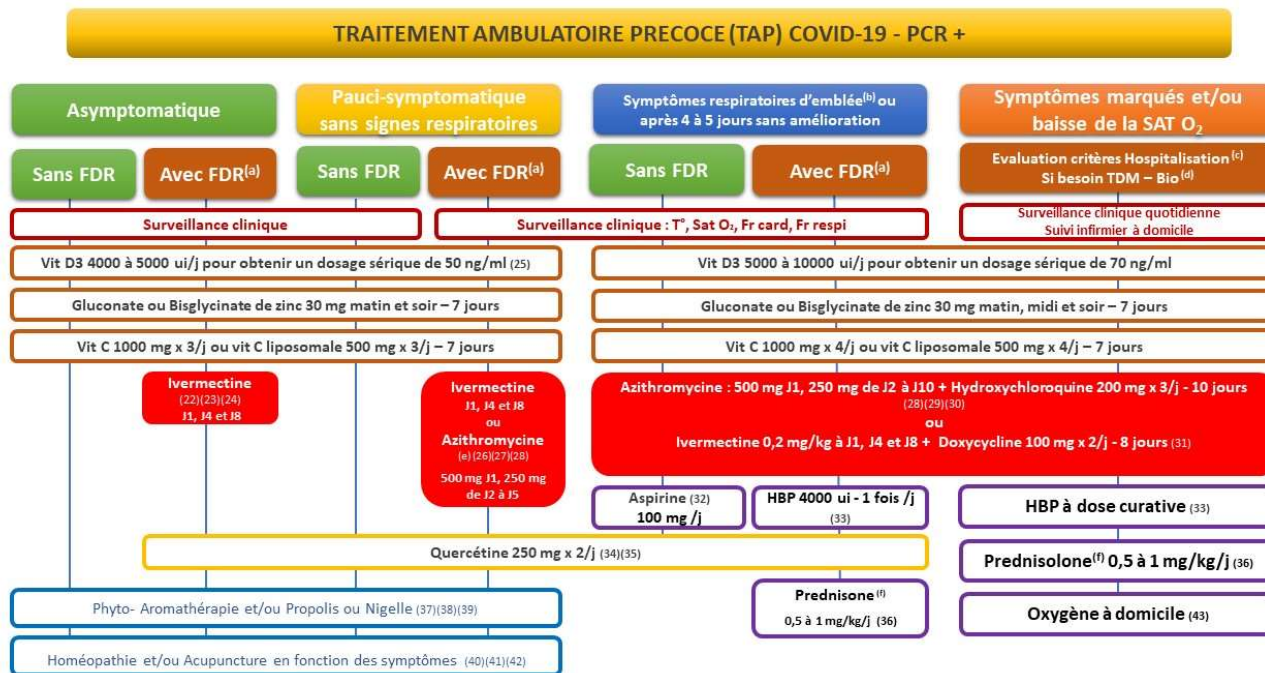 TRAITEMENT AMBULATOIRE PRECOCE (TAP) COVID-19 - PCR +
Asymptomatique
Pauci-symptomatique
sans signes respiratoires
Symptômes respiratoires d'emblée(b) ou
après 4 à 5 jours sans amélioration
Symptômes marqués et/ou
baisse de la SAT O₂
Sans FDR
Avec FDR(a)
Sans FDR
Avec FDR(a)
Sans FDR
Avec FDR(a)
Evaluation critères Hospitalisation (c)
Si besoin TDM – Bio(d)
Surveillance clinique
Surveillance clinique : T°, Sat O₂, Fr card, Fr respi
Surveillance clinique quotidienne
Suivi infirmier à domicile
Vit D3 4000 à 5000 ui/j pour obtenir un dosage sérique de 50 ng/ml (25)
Vit D3 5000 à 10000 ui/j pour obtenir un dosage sérique de 70 ng/ml
Gluconate ou Bisglycinate de zinc 30 mg matin et soir – 7 jours
Gluconate ou Bisglycinate de zinc 30 mg matin, midi et soir – 7 jours
Vit C 1000 mg x 3/j ou vit C liposomale 500 mg x 3/j – 7 jours
Vit C 1000 mg x 4/j ou vit C liposomale 500 mg x 4/j – 7 jours
Ivermectine
(22)(23)(24)
J1, J4 et J8
Ivermectine
J1, J4 et J8
ou
Azithromycine
(e)(26)(27)(28)
500 mg J1, 250 mg
de J2 à J5
Azithromycine : 500 mg J1, 250 mg de J2 à J10 + Hydroxychloroquine 200 mg x 3/j - 10 jours
(28)(29)(30)
ou
Ivermectine 0,2 mg/kg à J1, J4 et J8 + Doxycycline 100 mg x 2/j - 8 jours (31)
Aspirine (32)
100 mg /j
HBP 4000 ui - 1 fois /j
(33)
HBP à dose curative (33)
Quercétine 250 mg x 2/j (34)(35)
Prednisolone(f) 0,5 à 1 mg/kg/j (36)
Phyto- Aromathérapie et/ou Propolis ou Nigelle (37)(38)(39)
Prednisone (f)
0,5 à 1 mg/kg/j (36)
Oxygène à domicile (43)
Homéopathie et/ou Acupuncture en fonction des symptômes (40)(41)(42)